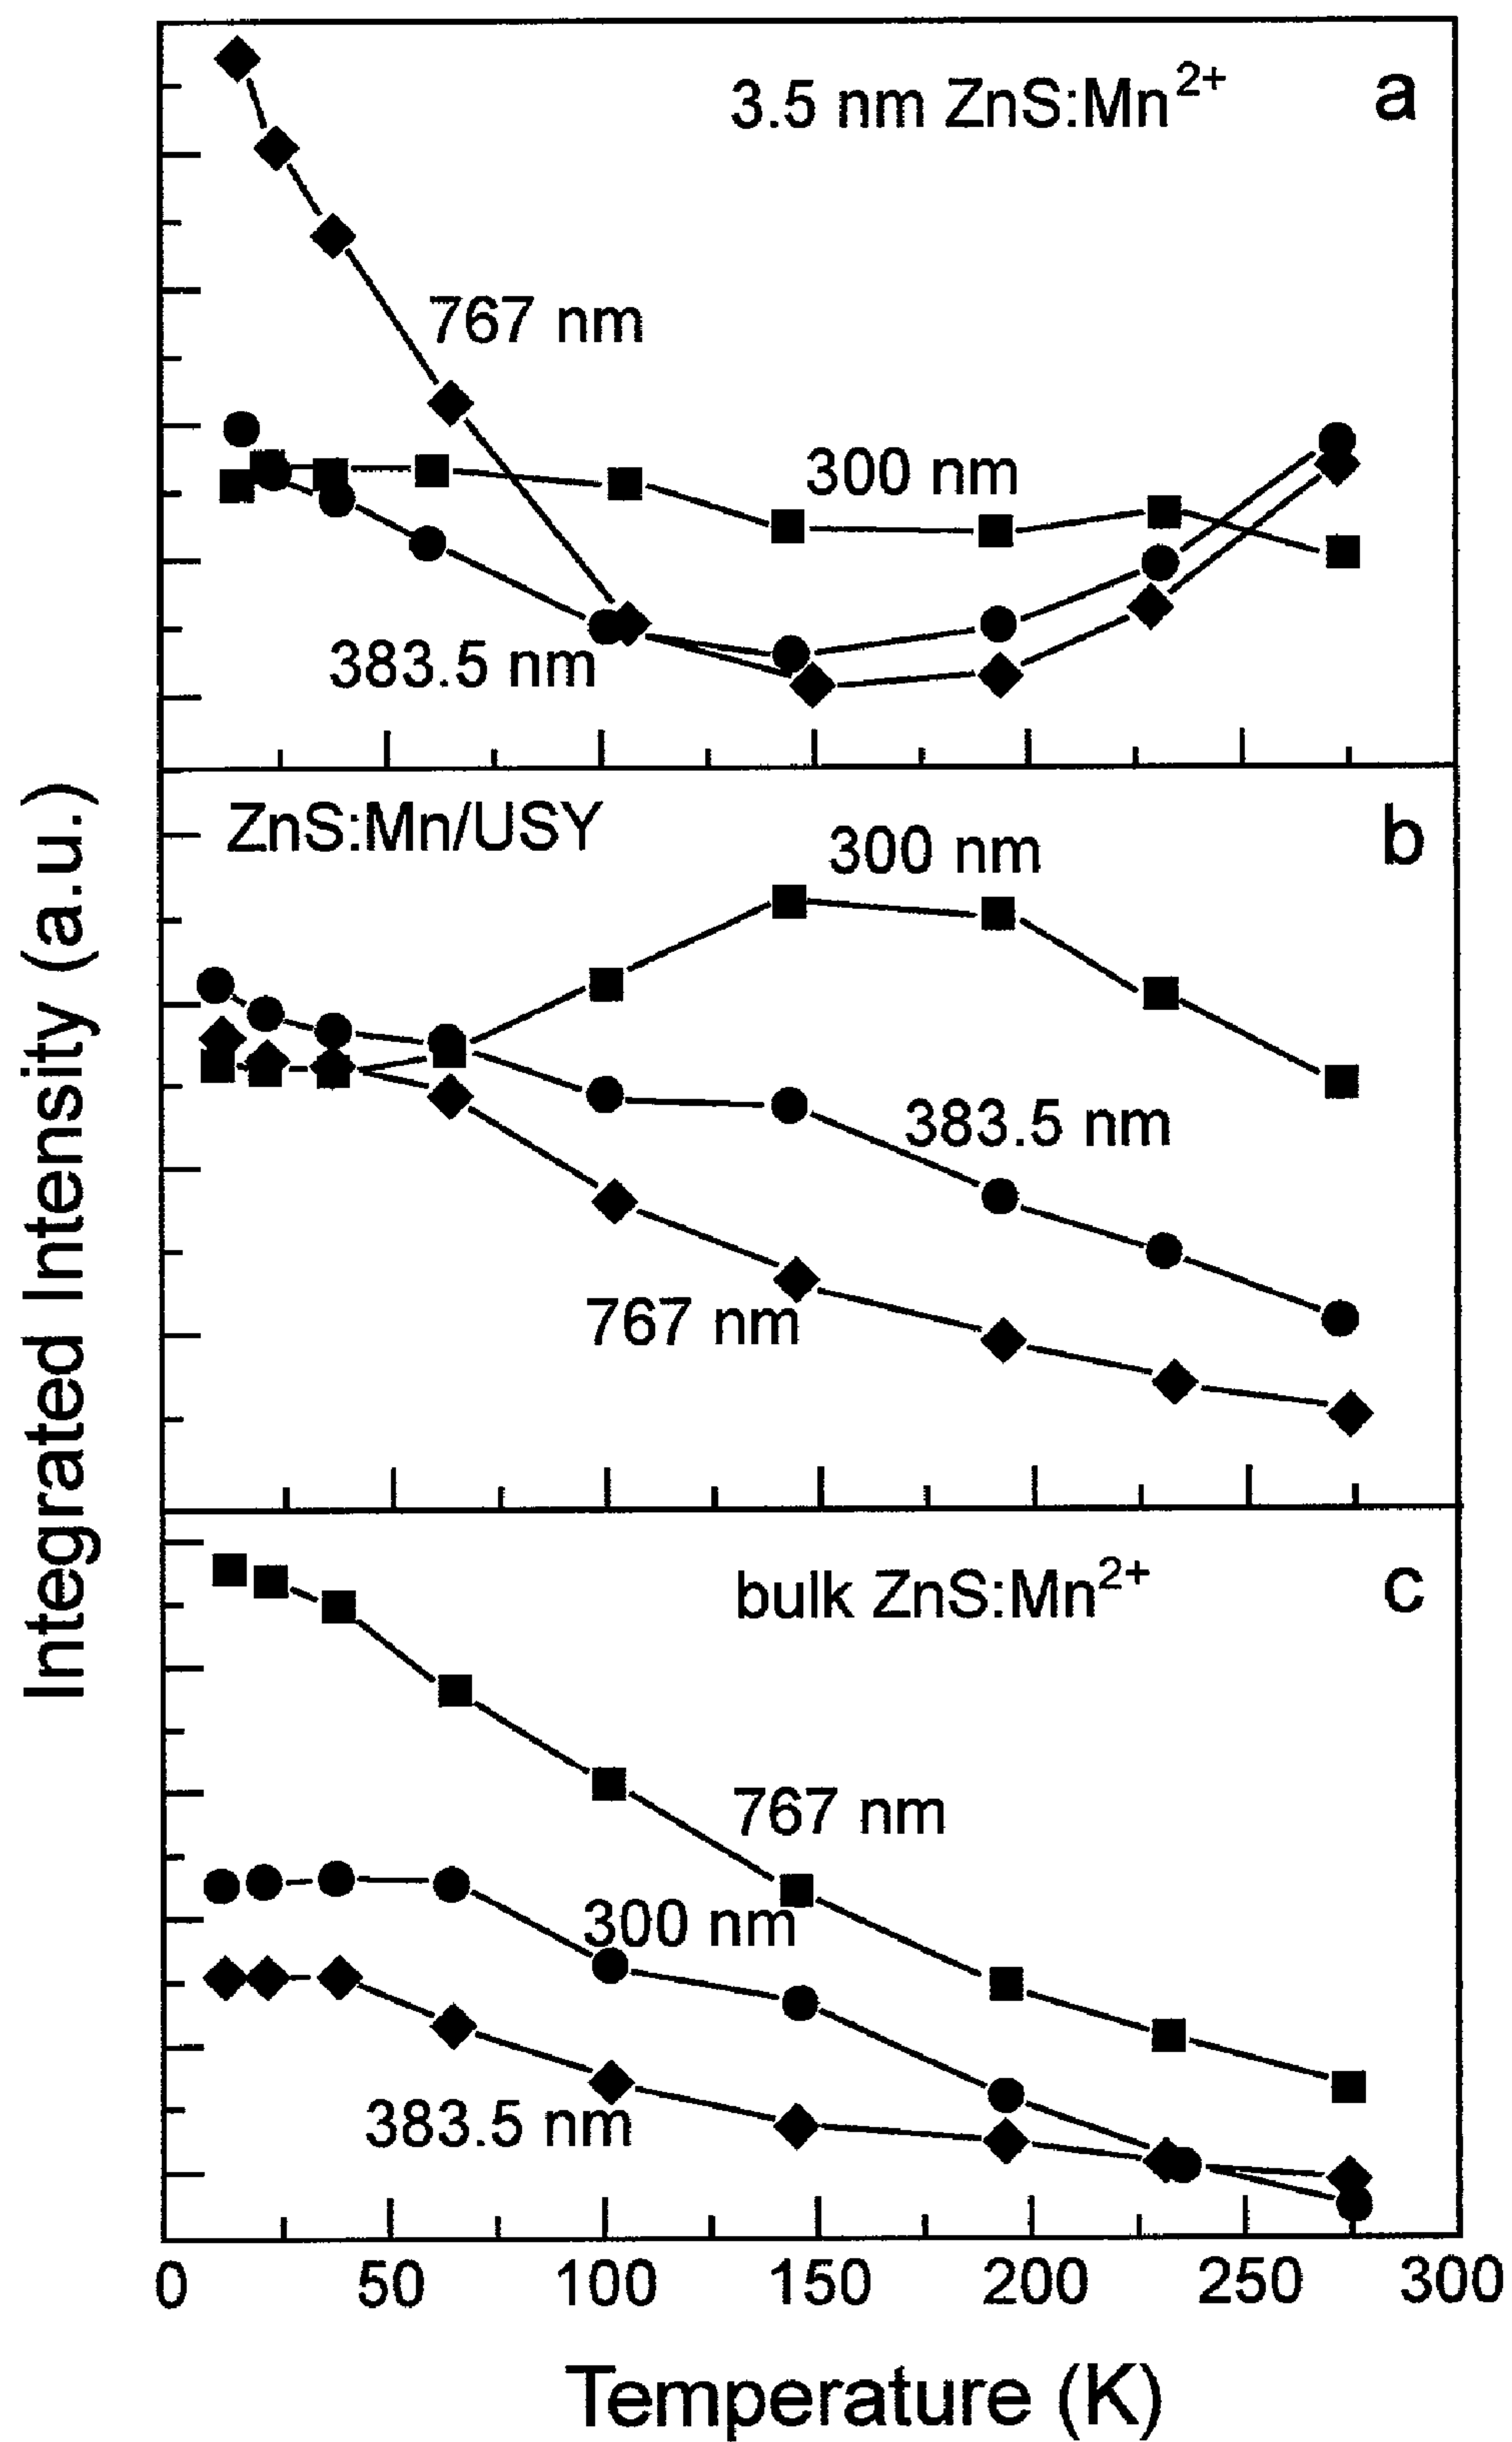 3.5 nm ZnS:Mn²⁺
a
767 nm
300 nm
383.5 nm
ZnS:Mn/USY
b
300 nm
383.5 nm
767 nm
bulk ZnS:Mn²⁺
c
767 nm
300 nm
383.5 nm
0 50 100 150 200 250 300
Temperature (K)
Integrated Intensity (a.u.)